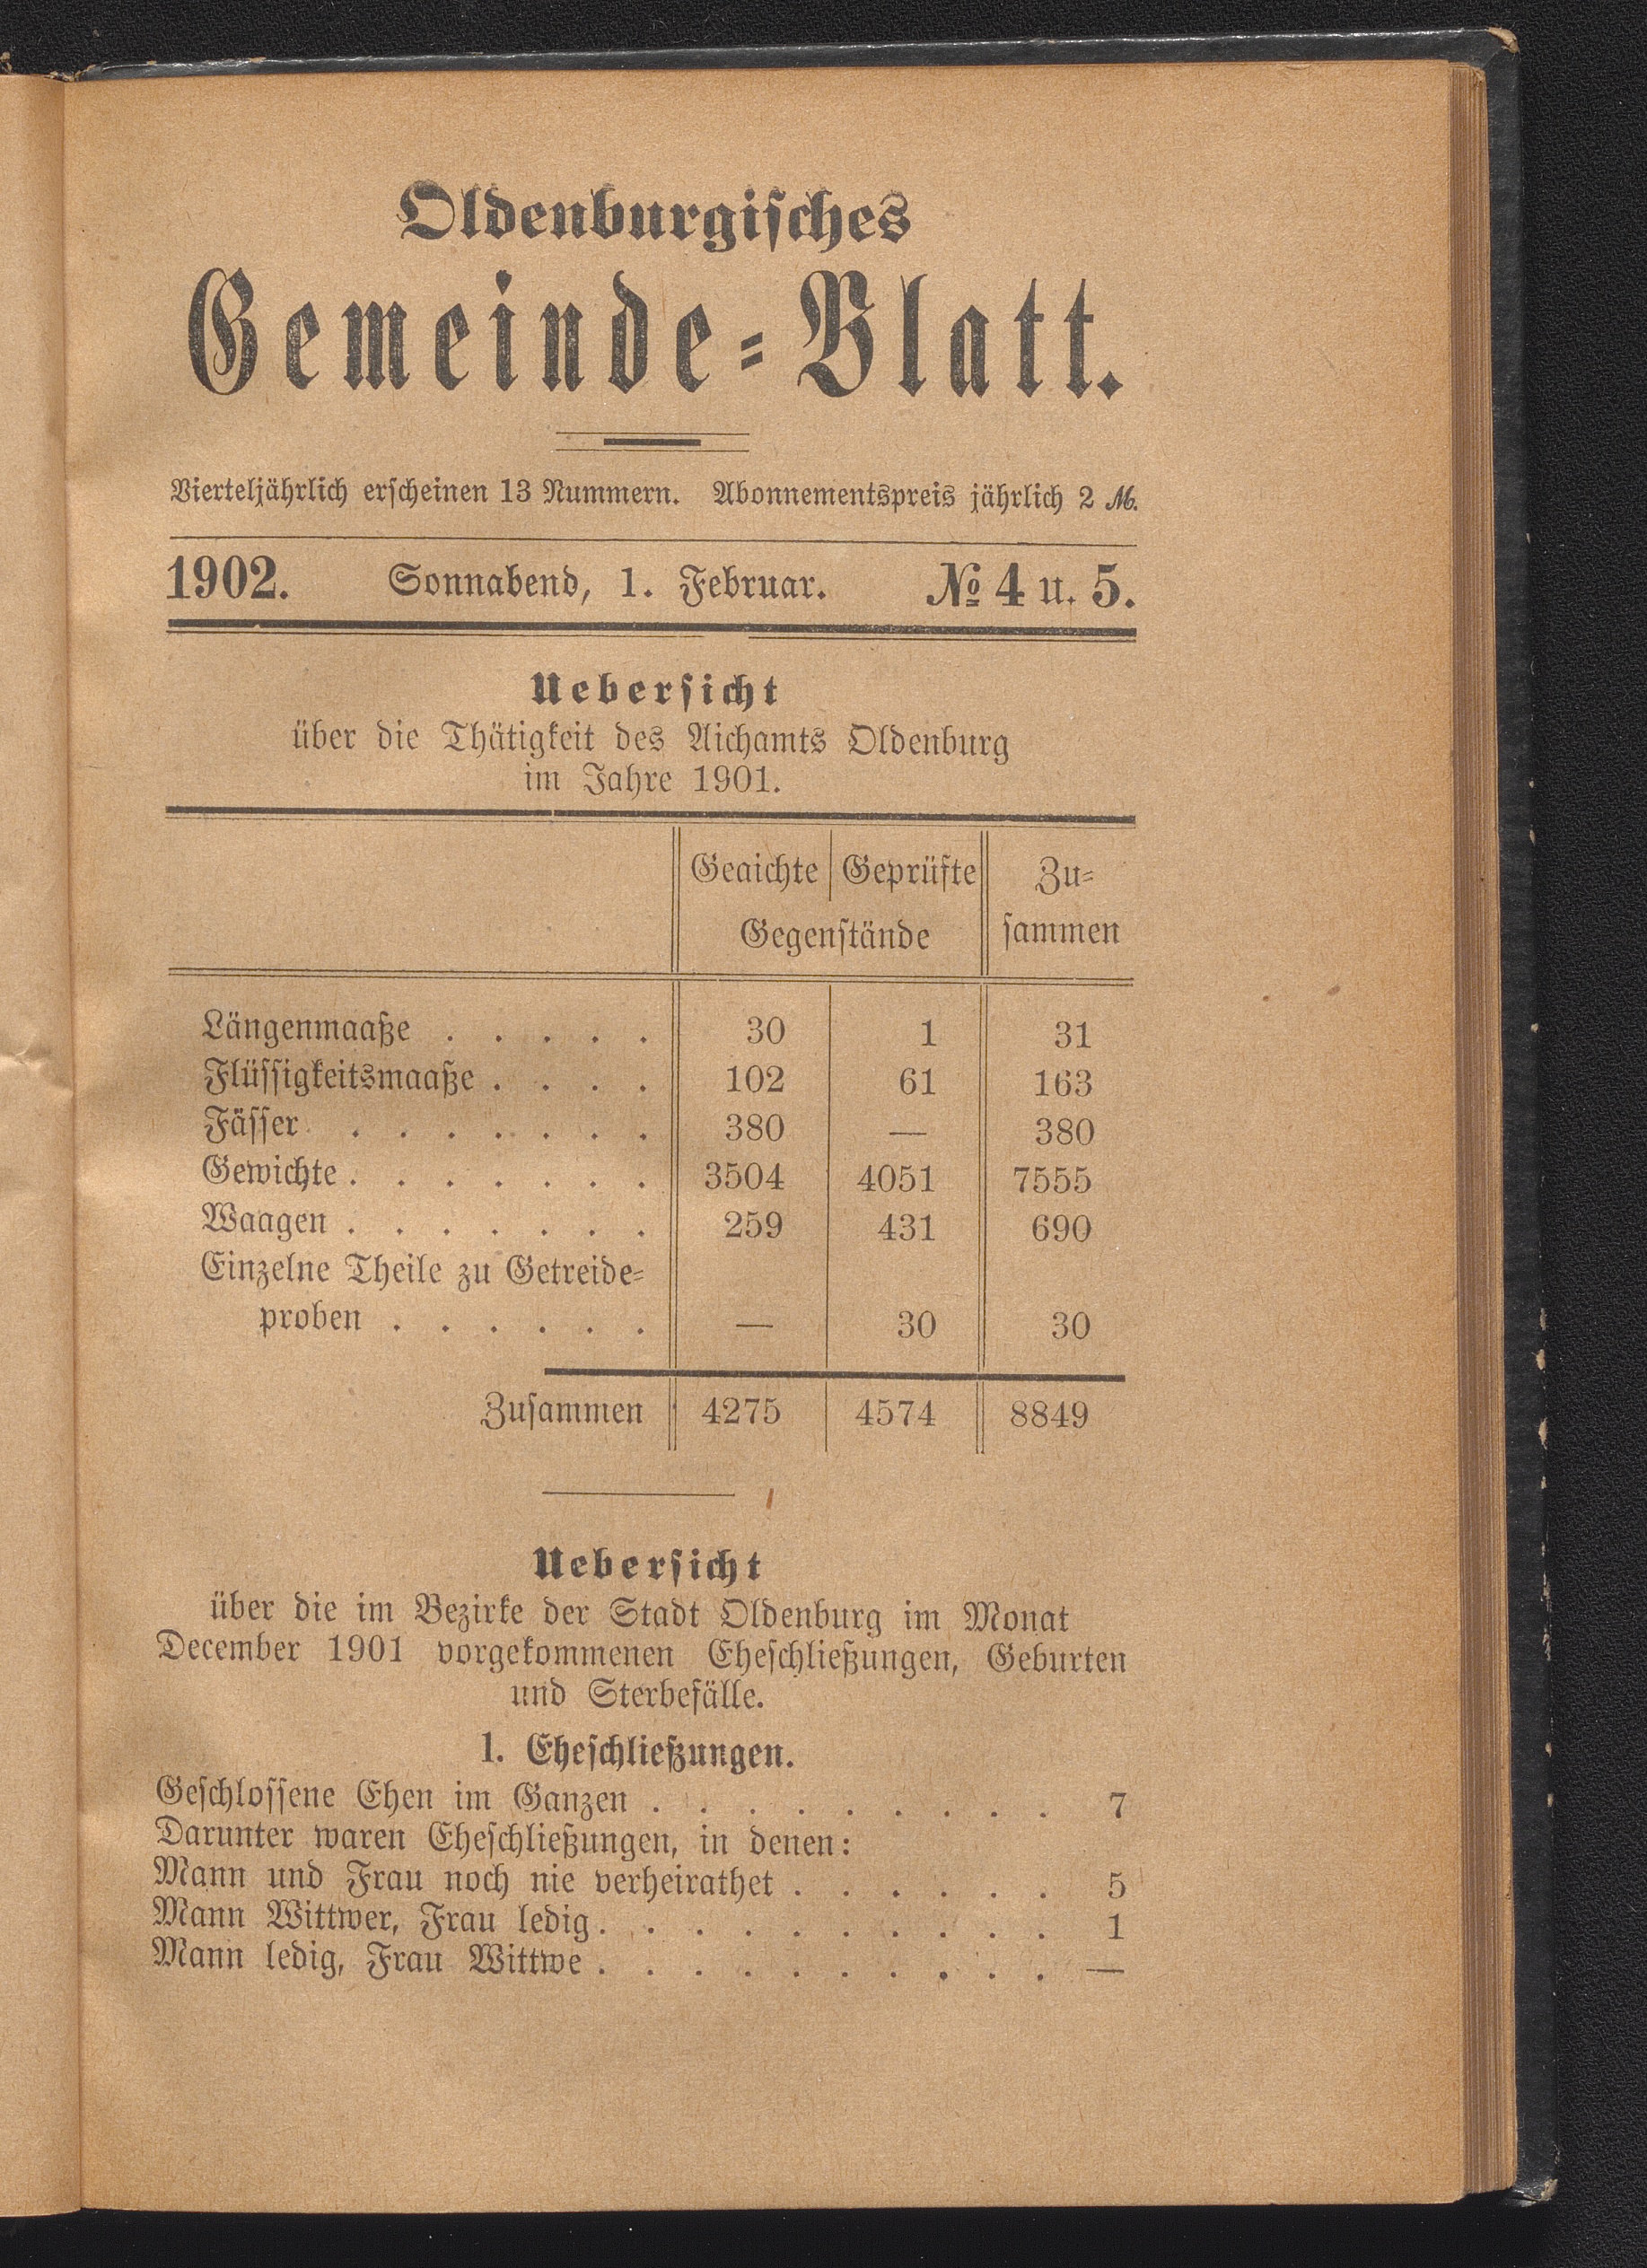 Oldenburgisches
Gemeinde-Blatt.
Vierteljährlich erscheinen 13 Nummern. Abonnementspreis jährlich 2 M.
1902. Sonnabend, 1. Februar. № 4 u. 5.
Uebersicht
über die Thätigkeit des Aichamts Oldenburg
im Jahre 1901.
Geaichte Geprüfte Zu-
Gegenstände sammen
Längenmaaße . . . . . 30 1 31
Flüssigkeitsmaaße . . . . 102 61 163
Fässer . . . . . . . 380 — 380
Gewichte . . . . . . . 3504 4051 7555
Waagen . . . . . . . 259 431 690
Einzelne Theile zu Getreide-
proben . . . . . . — 30 30
Zusammen 4275 4574 8849
Uebersicht
über die im Bezirke der Stadt Oldenburg im Monat
December 1901 vorgekommenen Eheschließungen, Geburten
und Sterbefälle.
1. Eheschließungen.
Geschlossene Ehen im Ganzen . . . . . . . . . 7
Darunter waren Eheschließungen, in denen:
Mann und Frau noch nie verheirathet . . . . . . 5
Mann Wittwer, Frau ledig . . . . . . . . . . 1
Mann ledig, Frau Wittwe . . . . . . . . . . —